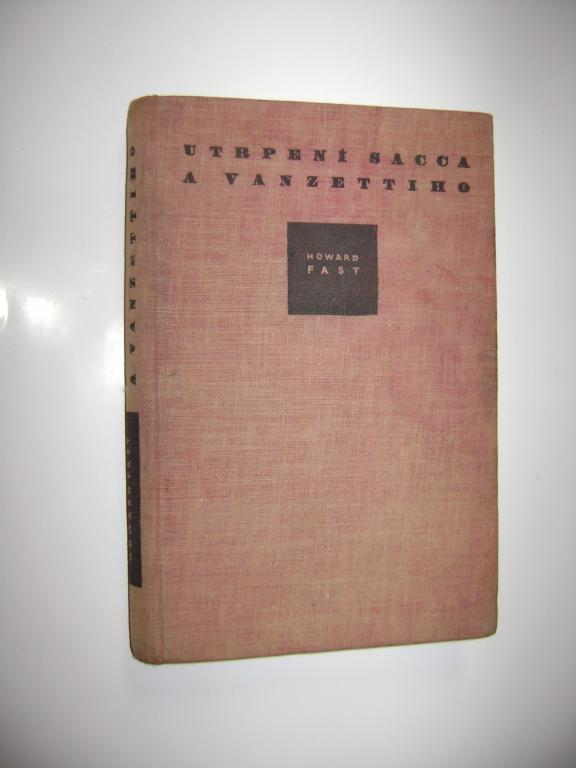 UTRPENÍ SACCA
A VANZETTIHO
HOWARD
FAST
A VANZETTIHO
HOWARD FAST